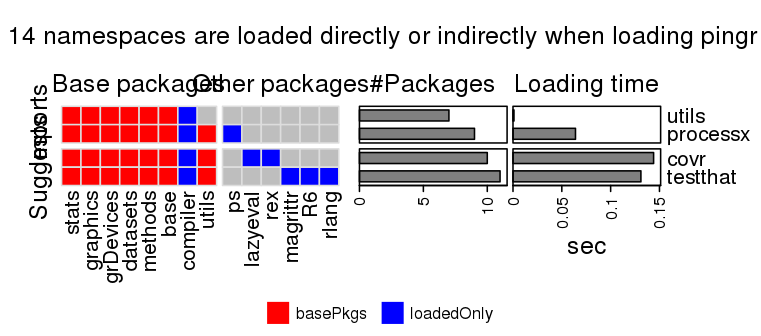 14 namespaces are loaded directly or indirectly when loading pingr
Base packages
Other packages
#Packages
Loading time
Imports
Suggests
utils
processx
covr
testthat
stats
graphics
grDevices
datasets
methods
base
compiler
utils
ps
lazyeval
rex
magrittr
R6
rlang
0
5
10
0
0.05
0.1
0.15
sec
basePkgs
loadedOnly